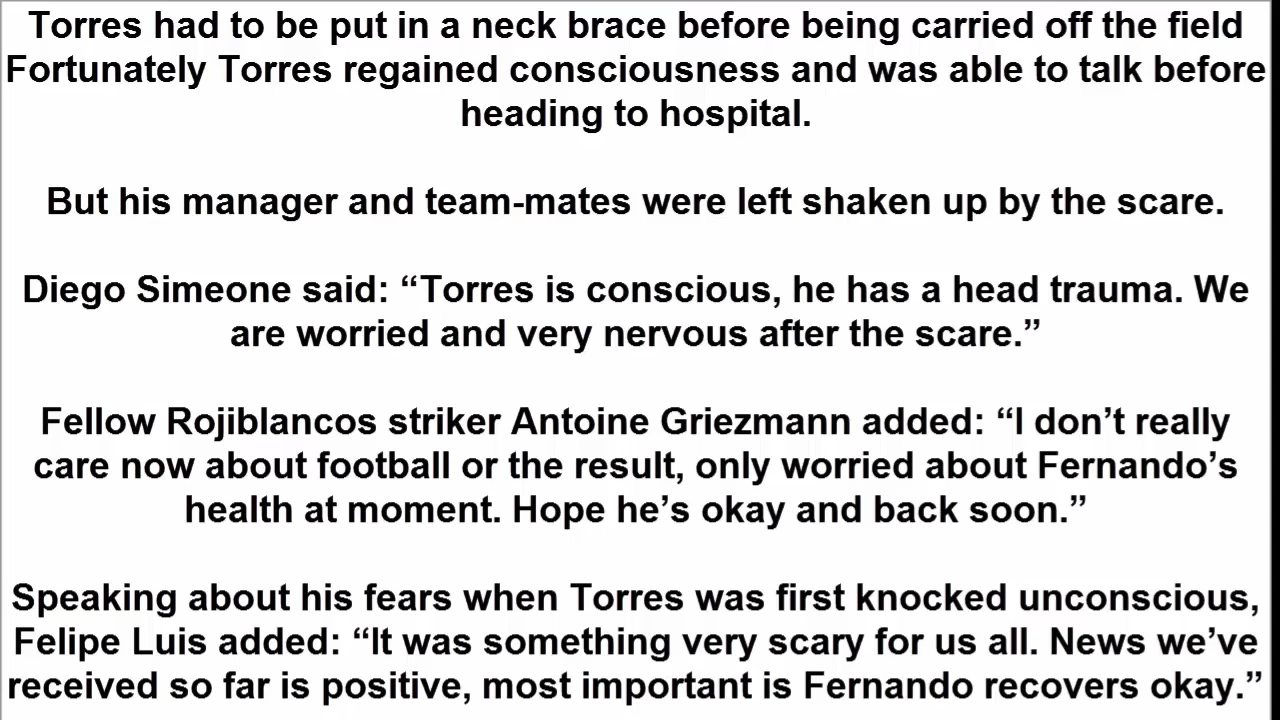 Torres had to be put in a neck brace before being carried off the field
Fortunately Torres regained consciousness and was able to talk before
heading to hospital.
But his manager and team-mates were left shaken up by the scare.
Diego Simeone said: “Torres is conscious, he has a head trauma. We
are worried and very nervous after the scare.”
Fellow Rojiblancos striker Antoine Griezmann added: “I don’t really
care now about football or the result, only worried about Fernando’s
health at moment. Hope he’s okay and back soon.”
Speaking about his fears when Torres was first knocked unconscious,
Felipe Luis added: “It was something very scary for us all. News we’ve
received so far is positive, most important is Fernando recovers okay.”